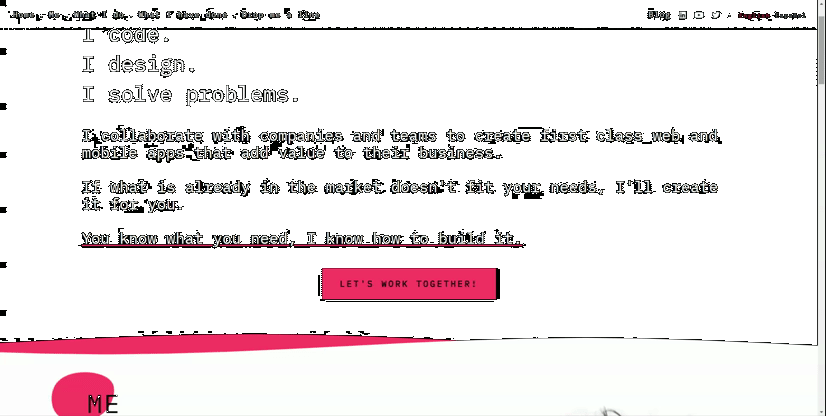 Blog
I code.
I design.
I solve problems.
I collaborate with companies and teams to create first class web and
mobile apps that add value to their business.
If what is already in the market doesn't fit your needs, I'll create
it for you.
You know what you need, I know how to build it.
LET'S WORK TOGETHER!
ME